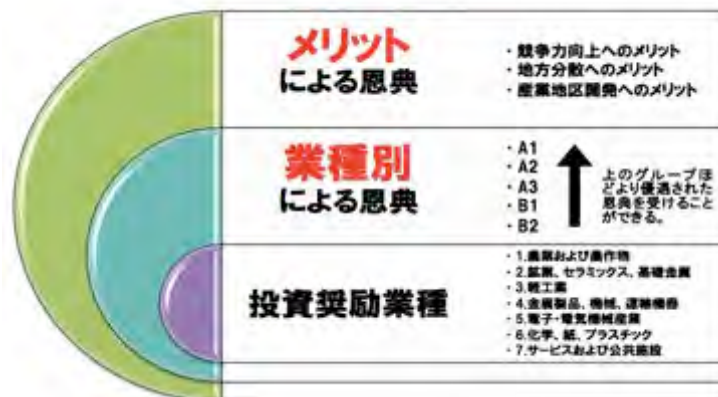 メリット
による恩典
・競争力向上へのメリット
・地方分散へのメリット
・産業地区開発へのメリット
業種別
による恩典
・A1
・A2
・A3
・B1
・B2
上のグループほ
どより優遇された
恩典を受けること
ができる。
投資奨励業種
・1.農業および農作物
・2.鉱業、セラミックス、基礎金属
・3.軽工業
・4.金属製品、機械、運輸機器
・5.電子・電気機械産業
・6.化学、紙、プラスチック
・7.サービスおよび公共施設